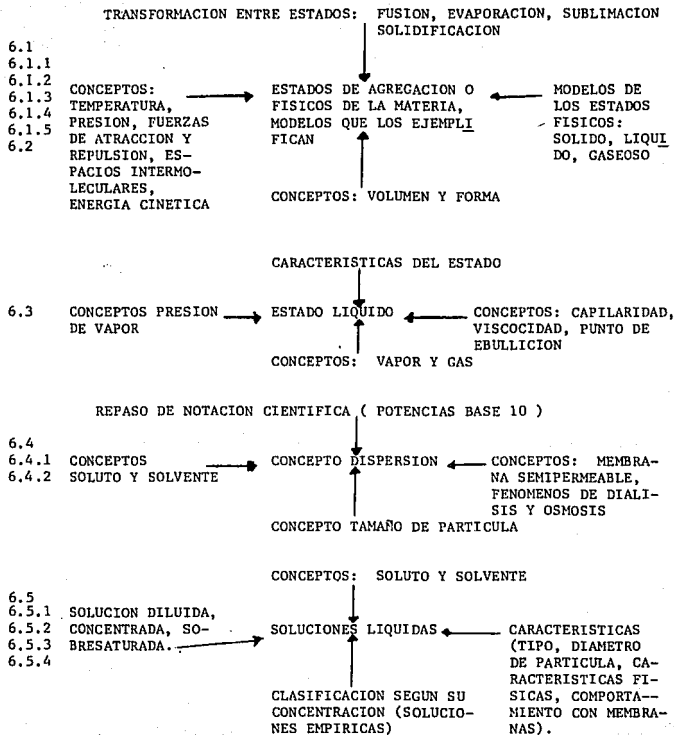 TRANSFORMACION ENTRE ESTADOS: FUSION, EVAPORACION, SUBLIMACION
SOLIDIFICACION
6.1
6.1.1
6.1.2
6.1.3
6.1.4
6.1.5
6.2
CONCEPTOS:
TEMPERATURA,
PRESION, FUERZAS
DE ATRACCION Y
REPULSION, ES-
PACIOS INTERMO-
LECULARES,
ENERGIA CINETICA
ESTADOS DE AGREGACION O
FISICOS DE LA MATERIA,
MODELOS QUE LOS EJEMPLI
FICAN
MODELOS DE
LOS ESTADOS
FISICOS:
SOLIDO, LIQUI
DO, GASEOSO
CONCEPTOS: VOLUMEN Y FORMA
CARACTERISTICAS DEL ESTADO
6.3
CONCEPTOS PRESION
DE VAPOR
ESTADO LIQUIDO
CONCEPTOS: CAPILARIDAD,
VISCOCIDAD, PUNTO DE
EBULLICION
CONCEPTOS: VAPOR Y GAS
REPASO DE NOTACION CIENTIFICA ( POTENCIAS BASE 10 )
6.4
6.4.1
6.4.2
CONCEPTOS
SOLUTO Y SOLVENTE
CONCEPTO DISPERSION
CONCEPTOS: MEMBRA-
NA SEMIPERMEABLE,
FENOMENOS DE DIALI-
SIS Y OSMOSIS
CONCEPTO TAMAÑO DE PARTICULA
CONCEPTOS: SOLUTO Y SOLVENTE
6.5
6.5.1
6.5.2
6.5.3
6.5.4
SOLUCION DILUIDA,
CONCENTRADA, SO-
BRESATURADA.
SOLUCIONES LIQUIDAS
CARACTERISTICAS
(TIPO, DIAMETRO
DE PARTICULA, CA-
RACTERISTICAS FI-
SICAS, COMPORTA--
MIENTO CON MEMBRA-
NAS).
CLASIFICACION SEGUN SU
CONCENTRACION (SOLUCIO-
NES EMPIRICAS)